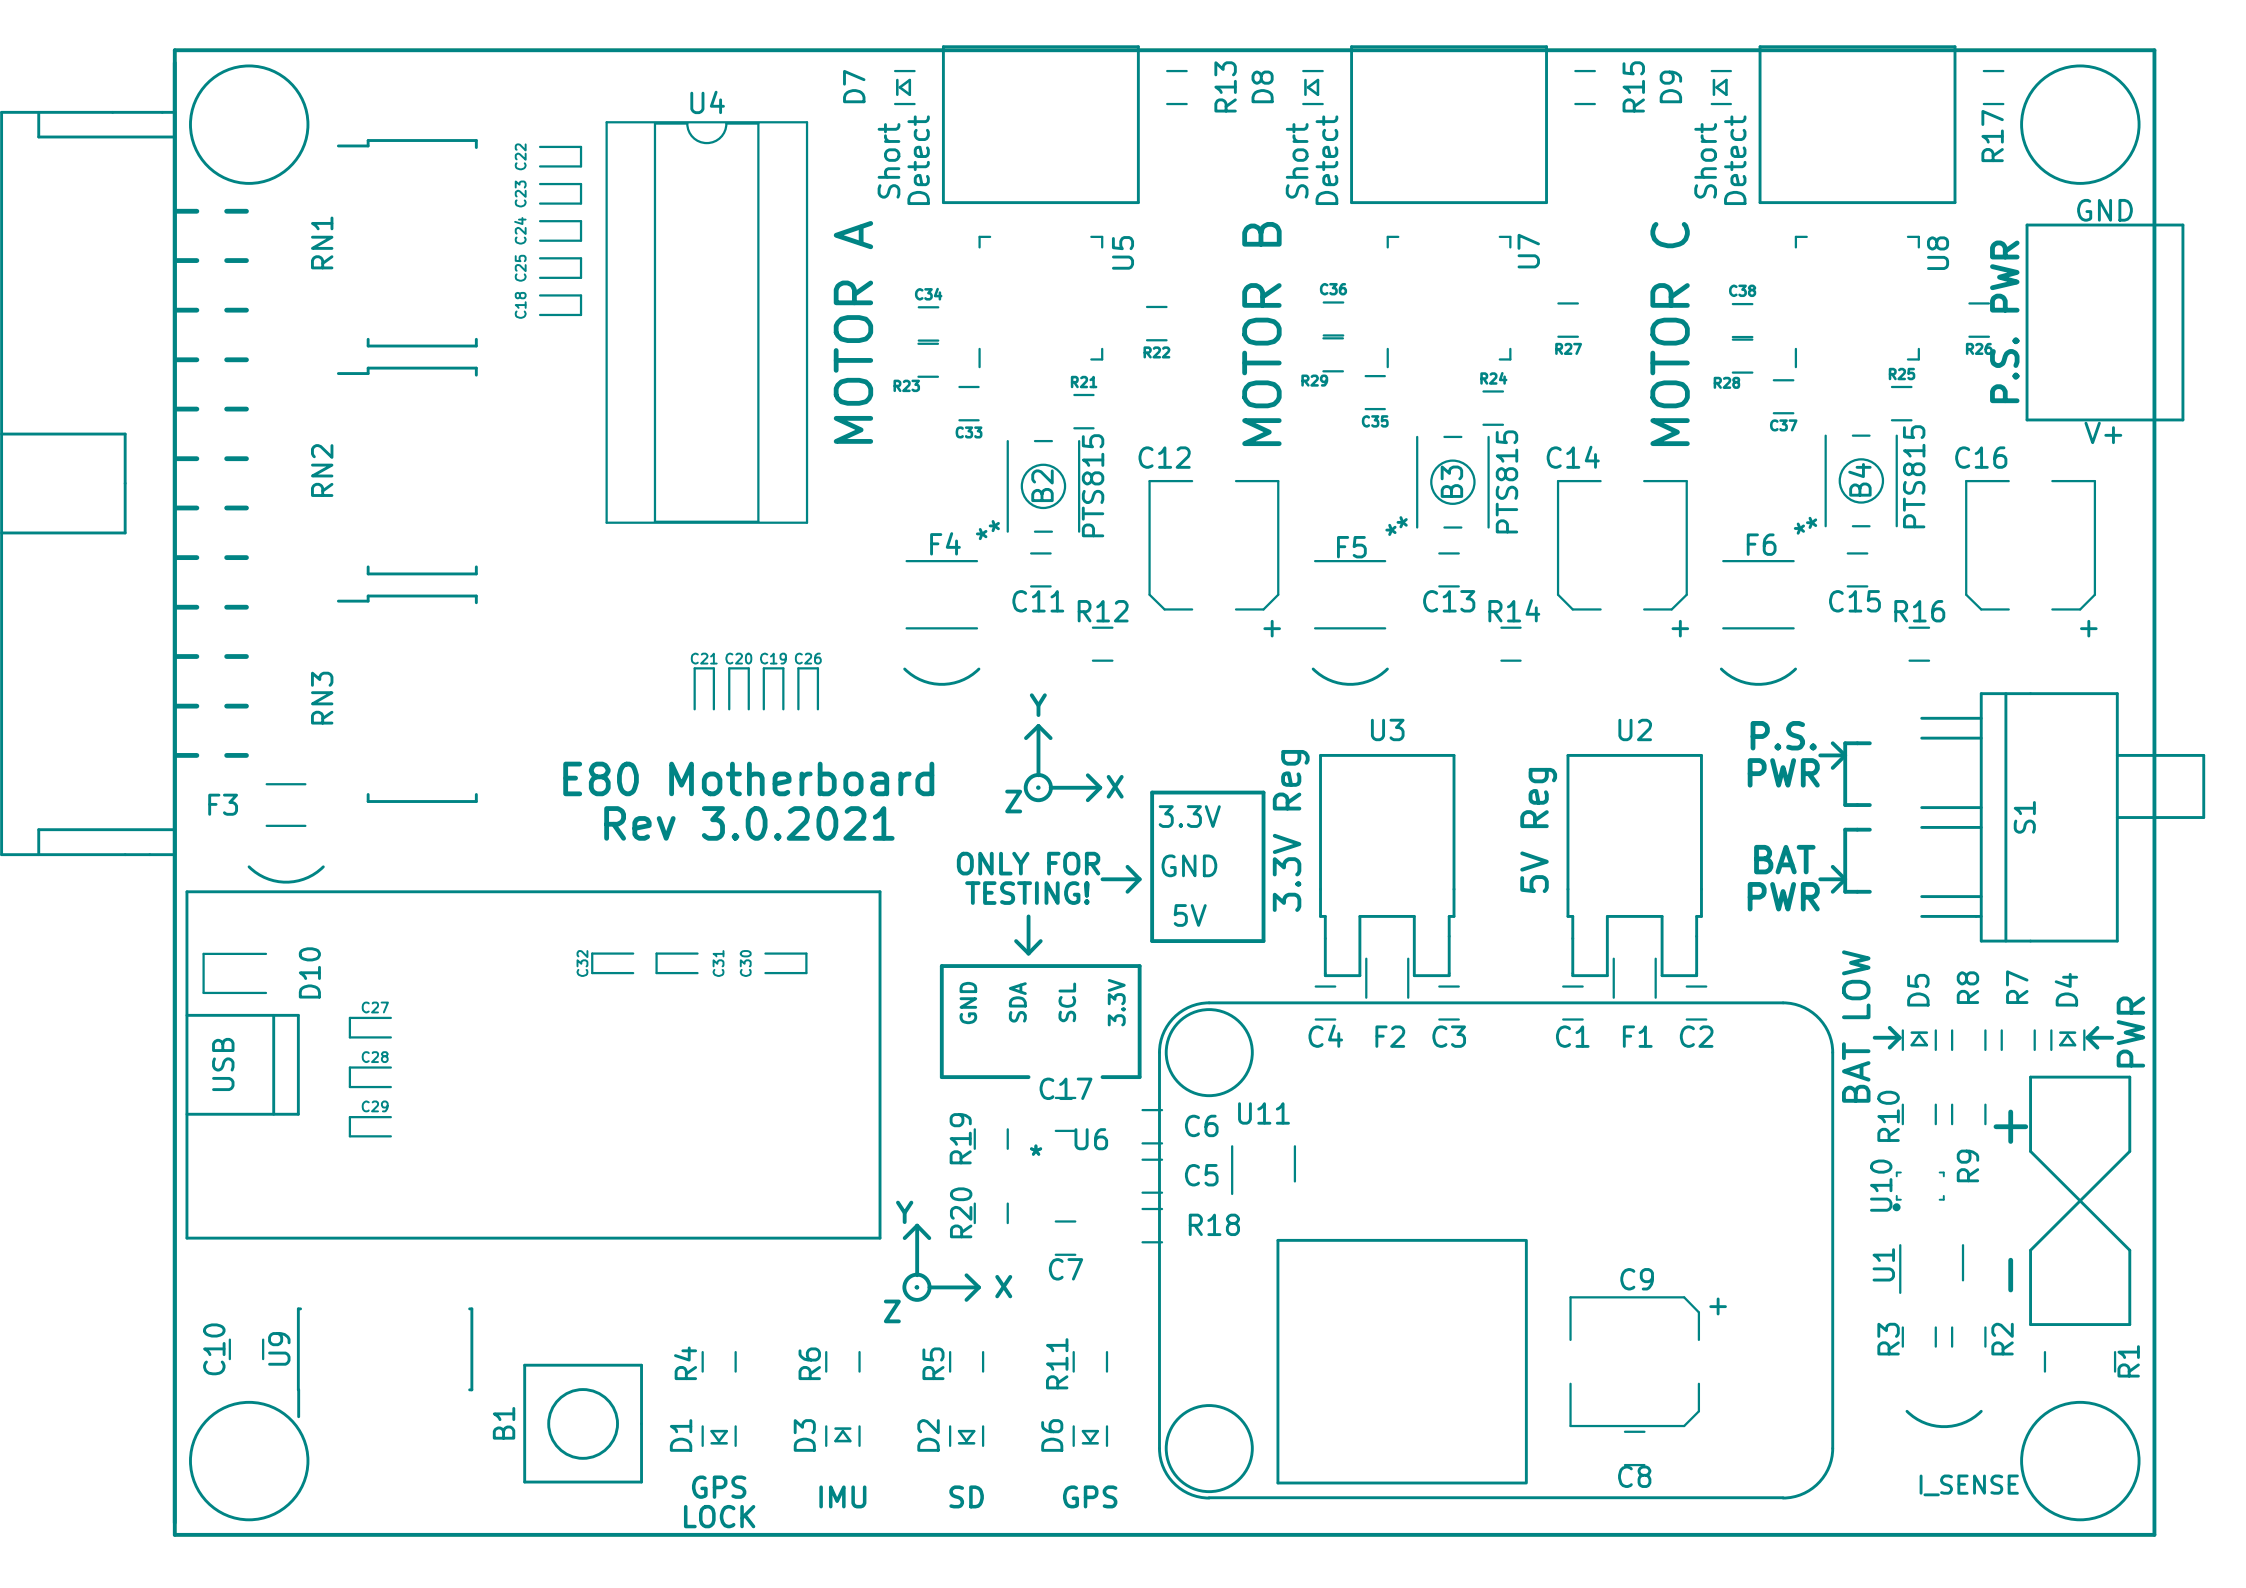 U4
D7
R13
D8
R15
D9
R17
Short
Detect
Short
Detect
Short
Detect
GND
P.S. PWR
V+
C22
C23
C24
C25
C18
RN1
RN2
RN3
MOTOR A
MOTOR B
MOTOR C
U5
U7
U8
C34
R22
R23
R21
C33
C36
R27
R29
R24
C35
C38
R26
R28
R25
C37
B2
PTS815
C12
B3
PTS815
C14
B4
PTS815
C16
**
**
**
F4
F5
F6
C11
R12
+
C13
R14
+
C15
R16
+
C21
C20
C19
C26
Y
X
Z
U3
U2
P.S.
PWR
E80 Motherboard
Rev 3.0.2021
F3
3.3V
GND
5V
3.3V Reg
5V Reg
S1
ONLY FOR
TESTING!
BAT
PWR
D10
C32
C31
C30
C27
C28
C29
USB
GND
SDA
SCL
3.3V
C17
C4
F2
C3
C1
F1
C2
BAT LOW
D5
R8
R7
D4
PWR
R19
*
U6
C6
U11
C5
R20
R18
C7
R10
+
R9
U10
U1
-
Y
X
Z
C9
+
C8
R3
R2
R1
C10
U9
B1
R4
R6
R5
R11
D1
D3
D2
D6
GPS
LOCK
IMU
SD
GPS
I_SENSE